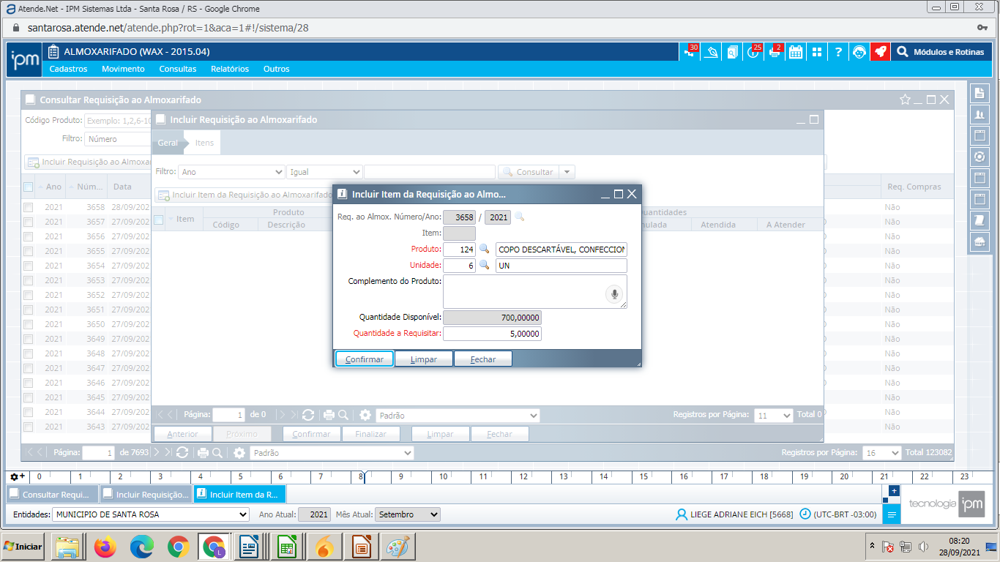 Atende.Net - IPM Sistemas Ltda - Santa Rosa / RS - Google Chrome
santarosa.atende.net/atende.php?rot=1&aca=1#!/sistema/28
ipm
ALMOXARIFADO (WAX - 2015.04)
30 25 2
Módulos e Rotinas
Cadastros Movimento Consultas Relatórios Outros
Consultar Requisição ao Almoxarifado
Código Produto: Exemplo: 1,2,6-10
Filtro: Número
Incluir Requisição ao Almoxar
Ano Núm... Data Req. Compras
2021 3658 28/09/202 Não
2021 3657 27/09/202 Não
2021 3656 27/09/202 Não
2021 3655 27/09/202 Não
2021 3654 27/09/202 Não
2021 3653 27/09/202 Não
2021 3652 27/09/202 Não
2021 3651 27/09/202 Não
2021 3650 27/09/202 Não
2021 3649 27/09/202 Não
2021 3648 27/09/202 Não
2021 3647 27/09/202 Não
2021 3646 27/09/202 Não
2021 3645 27/09/202 Não
2021 3644 27/09/202 Não
2021 3643 27/09/202 Não
Página: 1 de 7693 Padrão Registros por Página: 16 Total 123082
Incluir Requisição ao Almoxarifado
Geral Itens
Filtro: Ano Igual Consultar
Incluir Item da Requisição ao Almoxarifado
Item Produto
Código Descrição
uantidades
nulada Atendida A Atender
Página: 1 de 0 Padrão Registros por Página: 11 Total 0
Anterior Próximo Confirmar Finalizar Limpar Fechar
Incluir Item da Requisição ao Almo...
Req. ao Almox. Número/Ano: 3658 / 2021
Item:
Produto: 124 COPO DESCARTÁVEL, CONFECCION
Unidade: 6 UN
Complemento do Produto:
Quantidade Disponível: 700,00000
Quantidade a Requisitar: 5,00000
Confirmar Limpar Fechar
0 1 2 3 4 5 6 7 8 9 10 11 12 13 14 15 16 17 18 19 20 21 22 23
Consultar Requi... Incluir Requisição... Incluir Item da R...
tecnologia ipm
Entidades: MUNICIPIO DE SANTA ROSA Ano Atual: 2021 Mês Atual: Setembro LIEGE ADRIANE EICH [5668] (UTC-BRT -03:00)
Iniciar
L
08:20
28/09/2021